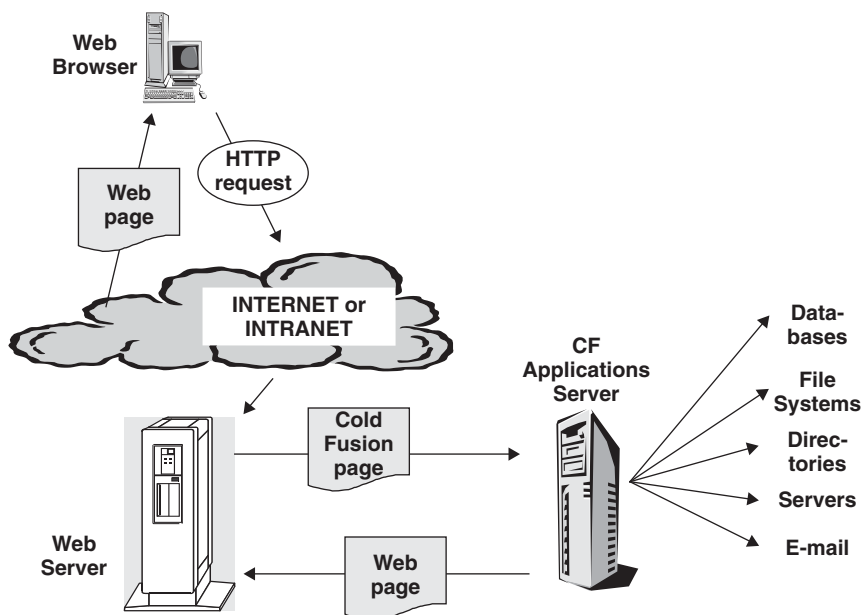 Web
Browser
HTTP
request
Web
page
INTERNET or
INTRANET
CF
Applications
Server
Data-
bases
File
Systems
Direc-
tories
Servers
E-mail
Cold
Fusion
page
Web
Server
Web
page